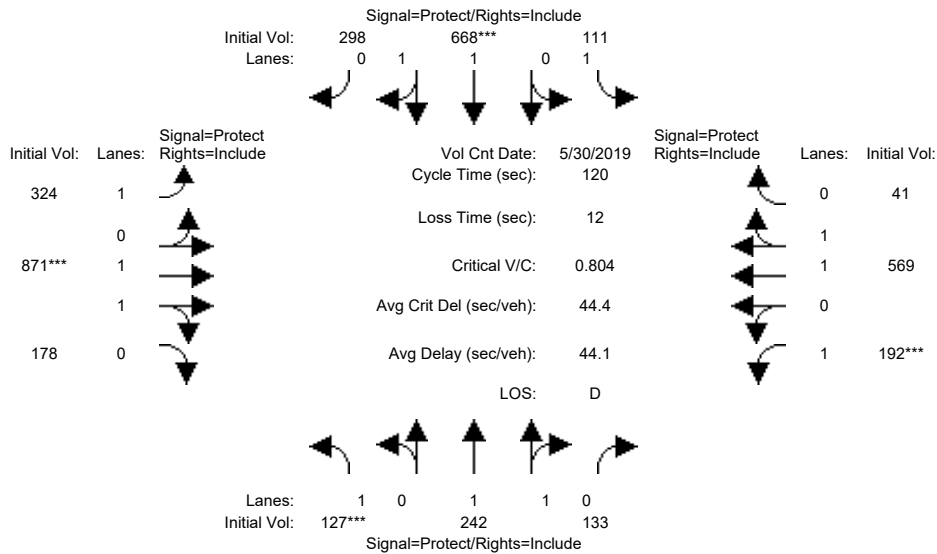 Signal=Protect/Rights=Include
Initial Vol: 298 668*** 111
Lanes: 0 1 1 0 1
Signal=Protect
Rights=Include
Initial Vol: Lanes:
324 1
0
871*** 1
1
178 0
Vol Cnt Date: 5/30/2019
Cycle Time (sec): 120
Loss Time (sec): 12
Critical V/C: 0.804
Avg Crit Del (sec/veh): 44.4
Avg Delay (sec/veh): 44.1
LOS: D
Signal=Protect
Rights=Include
Lanes: Initial Vol:
0 41
1
1 569
0
1 192***
Lanes: 1 0 1 1 0
Initial Vol: 127*** 242 133
Signal=Protect/Rights=Include